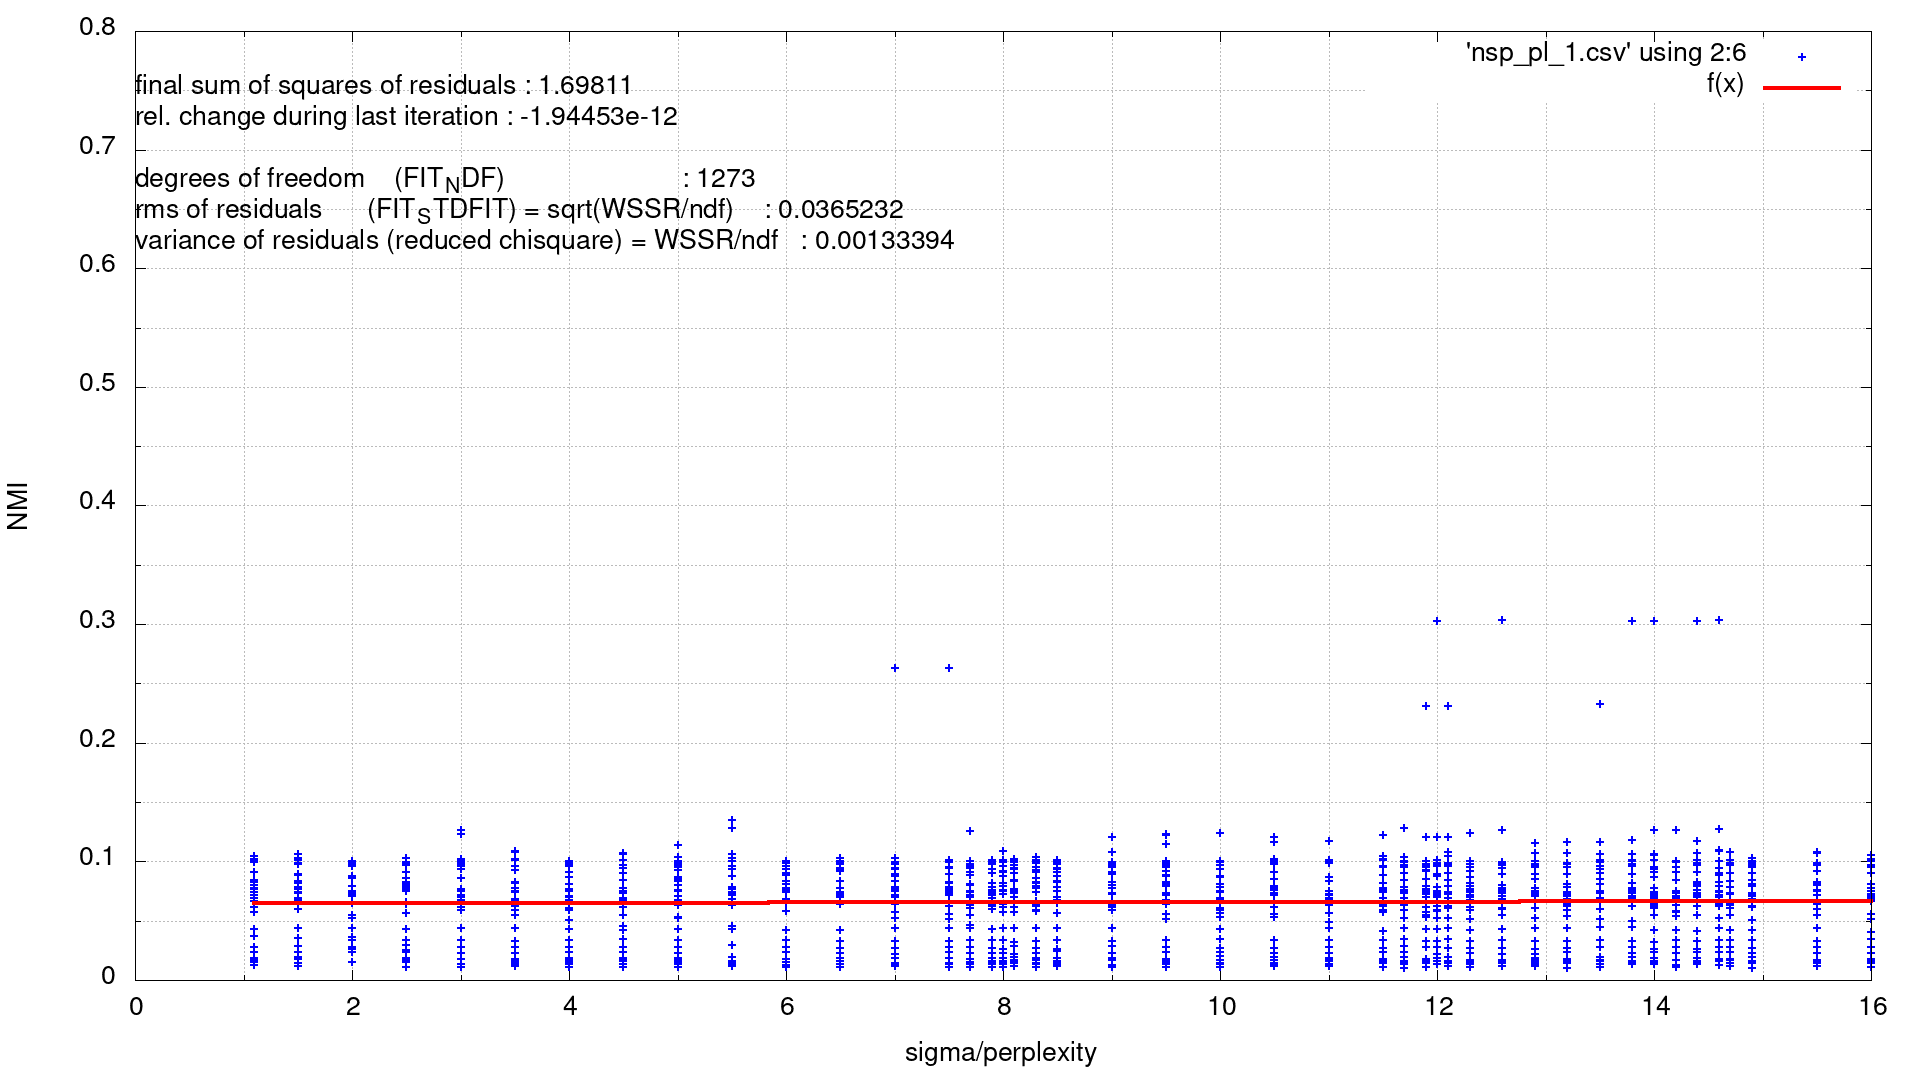 'nsp_pl_1.csv' using 2:6
f(x)
final sum of squares of residuals : 1.69811
rel. change during last iteration : -1.94453e-12
degrees of freedom (FIT_NDF) : 1273
rms of residuals (FIT_STDFIT) = sqrt(WSSR/ndf) : 0.0365232
variance of residuals (reduced chisquare) = WSSR/ndf : 0.00133394
0.8
0.7
0.6
0.5
0.4
0.3
0.2
0.1
0
NMI
0 2 4 6 8 10 12 14 16
sigma/perplexity